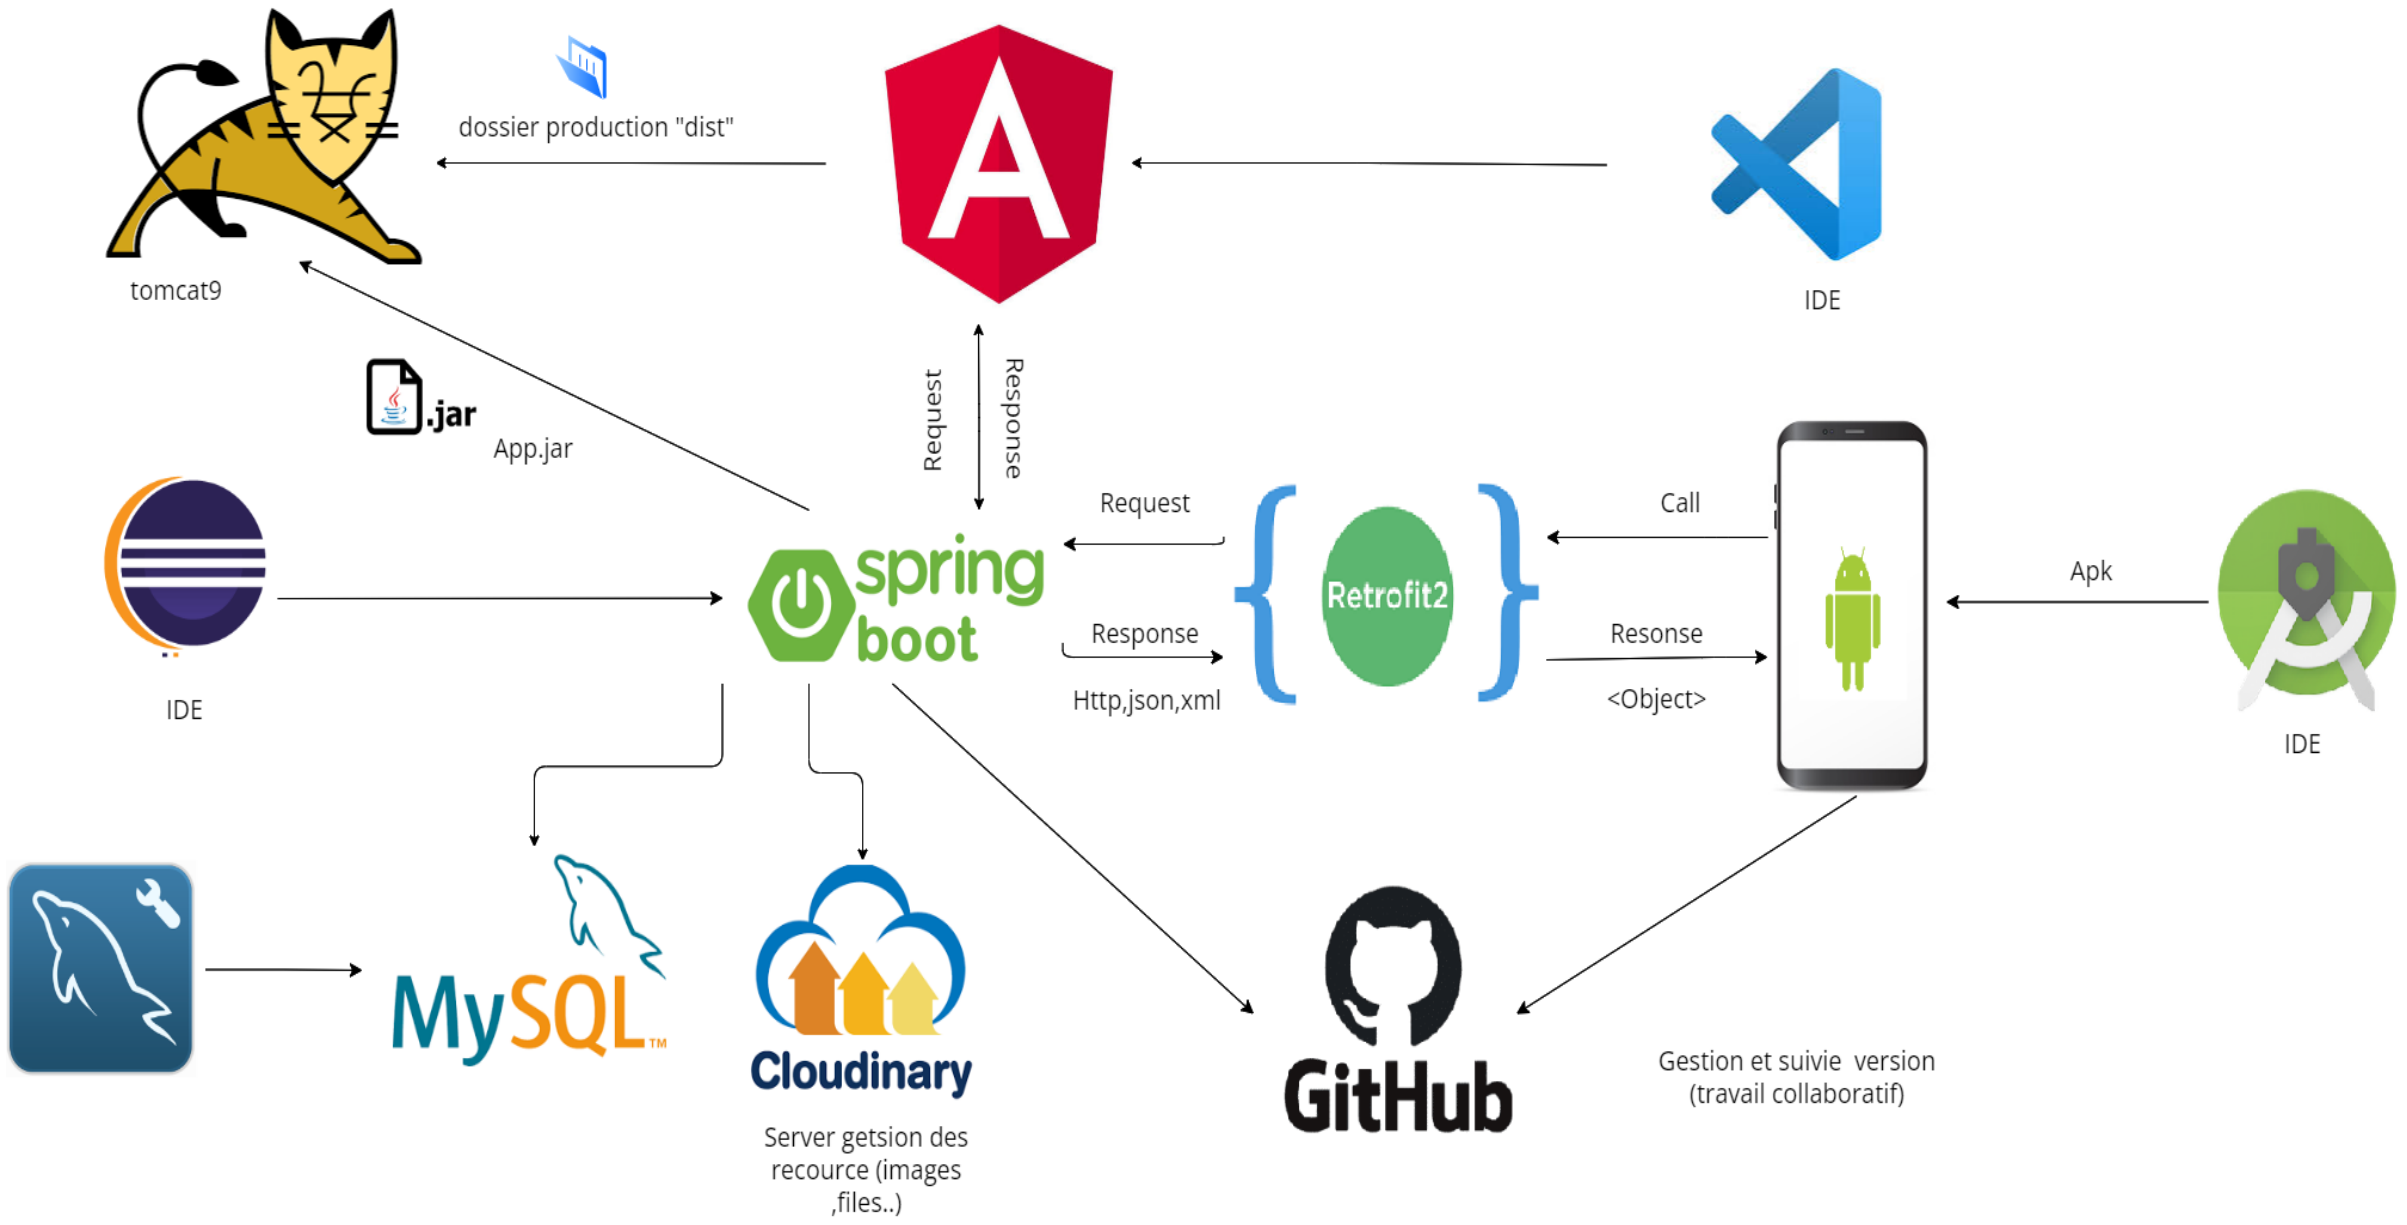 dossier production "dist"
tomcat9
IDE
Request
Response
.jar
App.jar
spring
boot
Request
Response
Http,json,xml
Retrofit2
Call
Resonse
<Object>
Apk
IDE
IDE
MySQL™
Cloudinary
Server getsion des
recource (images
,files..)
GitHub
Gestion et suivie version
(travail collaboratif)